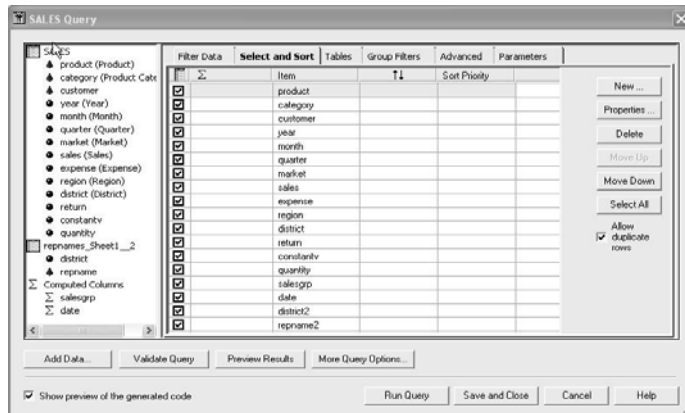 SALES Query
SALES
product (Product)
category (Product Cate
customer
year (Year)
month (Month)
quarter (Quarter)
market (Market)
sales (Sales)
expense (Expense)
region (Region)
district (District)
return
constantv
quantity
repnames_Sheet1__2
district
repname
Σ Computed Columns
Σ salesgrp
Σ date
Filter Data Select and Sort Tables Group Filters Advanced Parameters
Σ Item ↑↓ Sort Priority
product
category
customer
year
month
quarter
market
sales
expense
region
district
return
constantv
quantity
salesgrp
date
district2
repname2
New ...
Properties ...
Delete
Move Up
Move Down
Select All
Allow
duplicate
rows
Add Data... Validate Query Preview Results More Query Options...
Show preview of the generated code
Run Query Save and Close Cancel Help